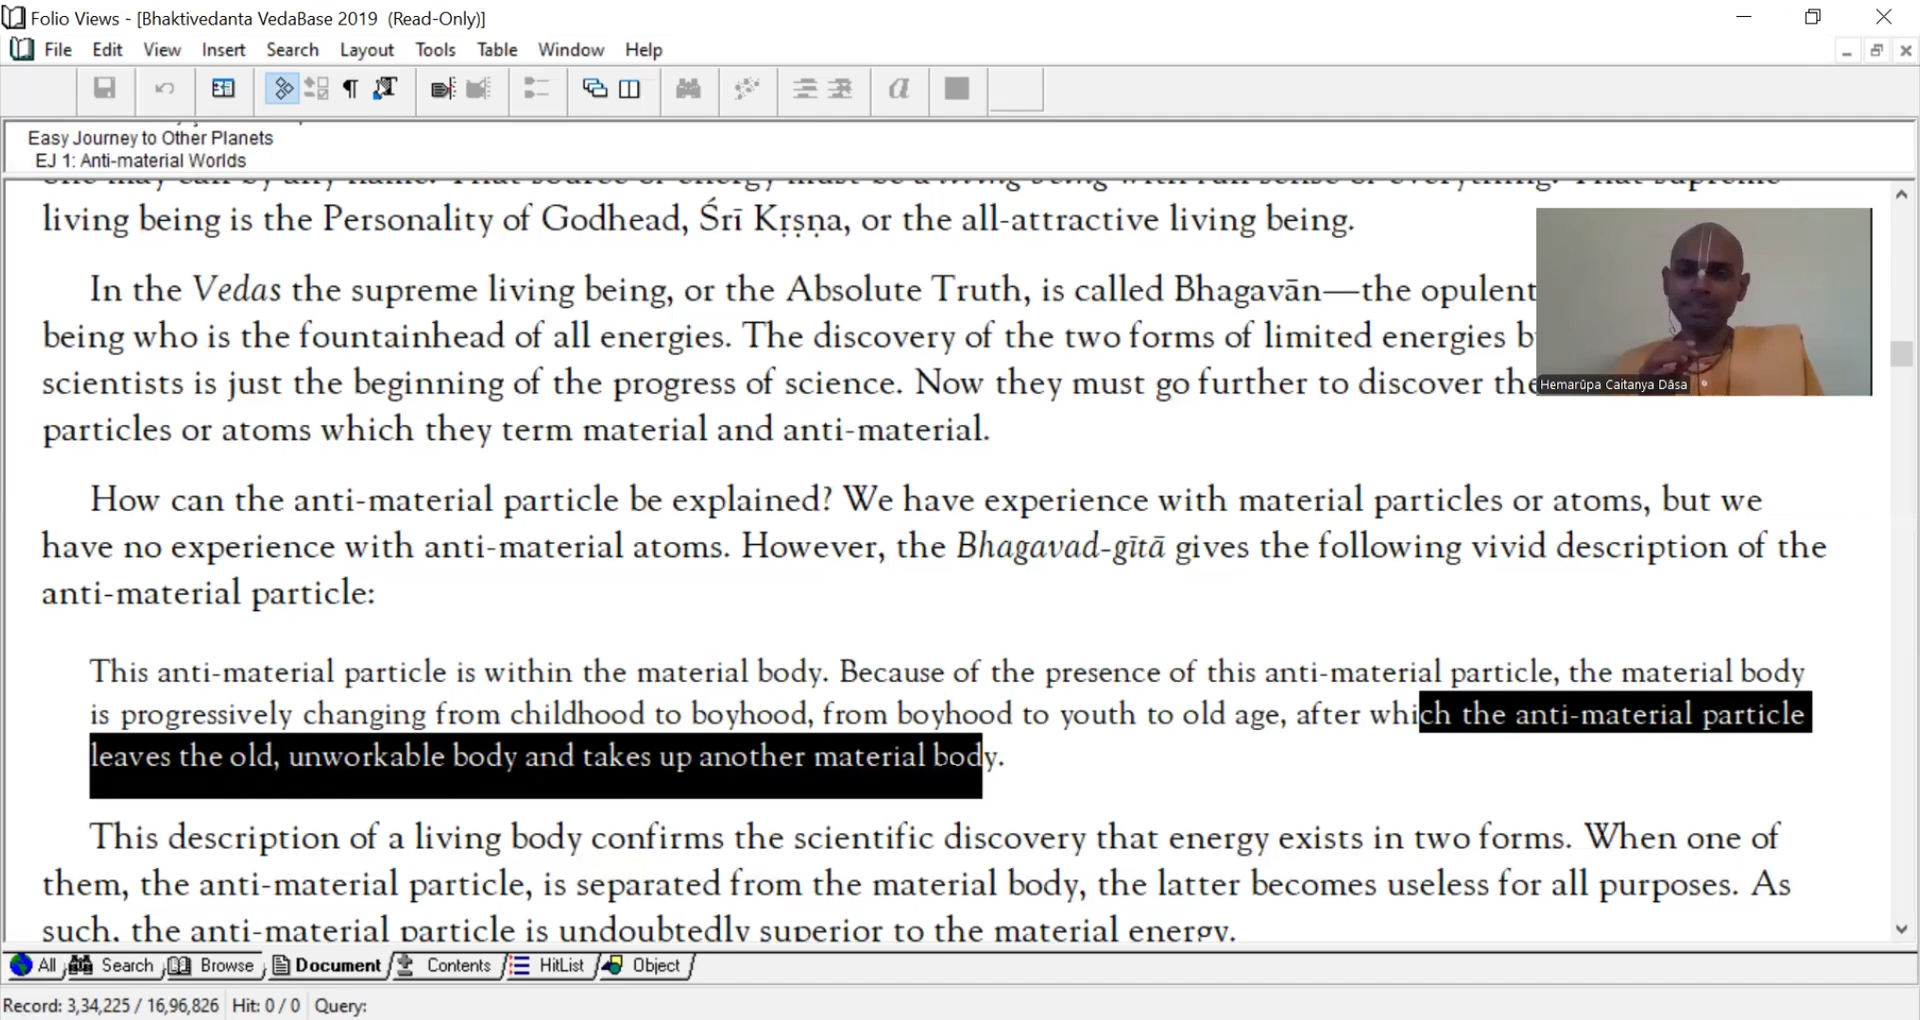 Folio Views - [Bhaktivedanta VedaBase 2019 (Read-Only)]
File Edit View Insert Search Layout Tools Table Window Help
Easy Journey to Other Planets
EJ 1: Anti-material Worlds
living being is the Personality of Godhead, Śrī Kṛṣṇa, or the all-attractive living being.
In the Vedas the supreme living being, or the Absolute Truth, is called Bhagavān—the opulent
being who is the fountainhead of all energies. The discovery of the two forms of limited energies
scientists is just the beginning of the progress of science. Now they must go further to discover the
particles or atoms which they term material and anti-material.
Hemarūpa Caitanya Dāsa
How can the anti-material particle be explained? We have experience with material particles or atoms, but we
have no experience with anti-material atoms. However, the Bhagavad-gītā gives the following vivid description of the
anti-material particle:
This anti-material particle is within the material body. Because of the presence of this anti-material particle, the material body
is progressively changing from childhood to boyhood, from boyhood to youth to old age, after which the anti-material particle
leaves the old, unworkable body and takes up another material body.
This description of a living body confirms the scientific discovery that energy exists in two forms. When one of
them, the anti-material particle, is separated from the material body, the latter becomes useless for all purposes. As
such, the anti-material particle is undoubtedly superior to the material energy.
All Search Browse Document Contents HitList Object
Record: 3,34,225 / 16,96,826 Hit: 0 / 0 Query: